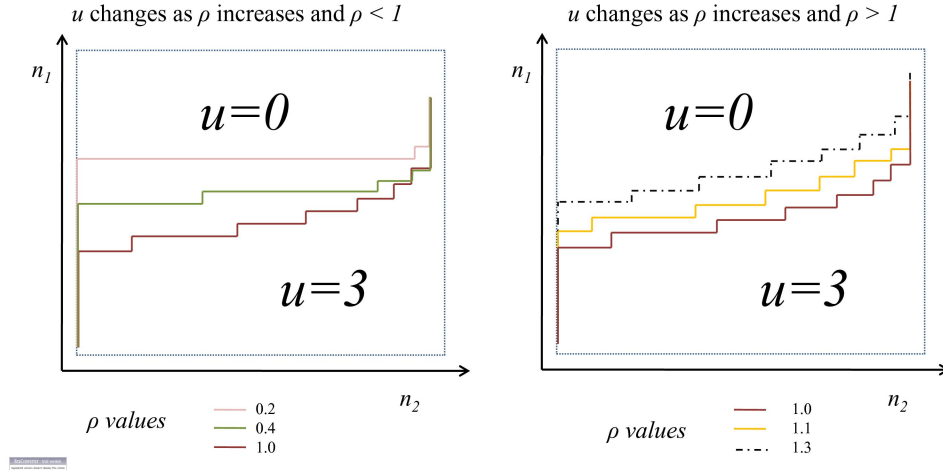 u changes as ρ increases and ρ < 1
n1
u=0
u=3
n2
ρ values
0.2
0.4
1.0
u changes as ρ increases and ρ > 1
n1
u=0
u=3
n2
ρ values
1.0
1.1
1.3